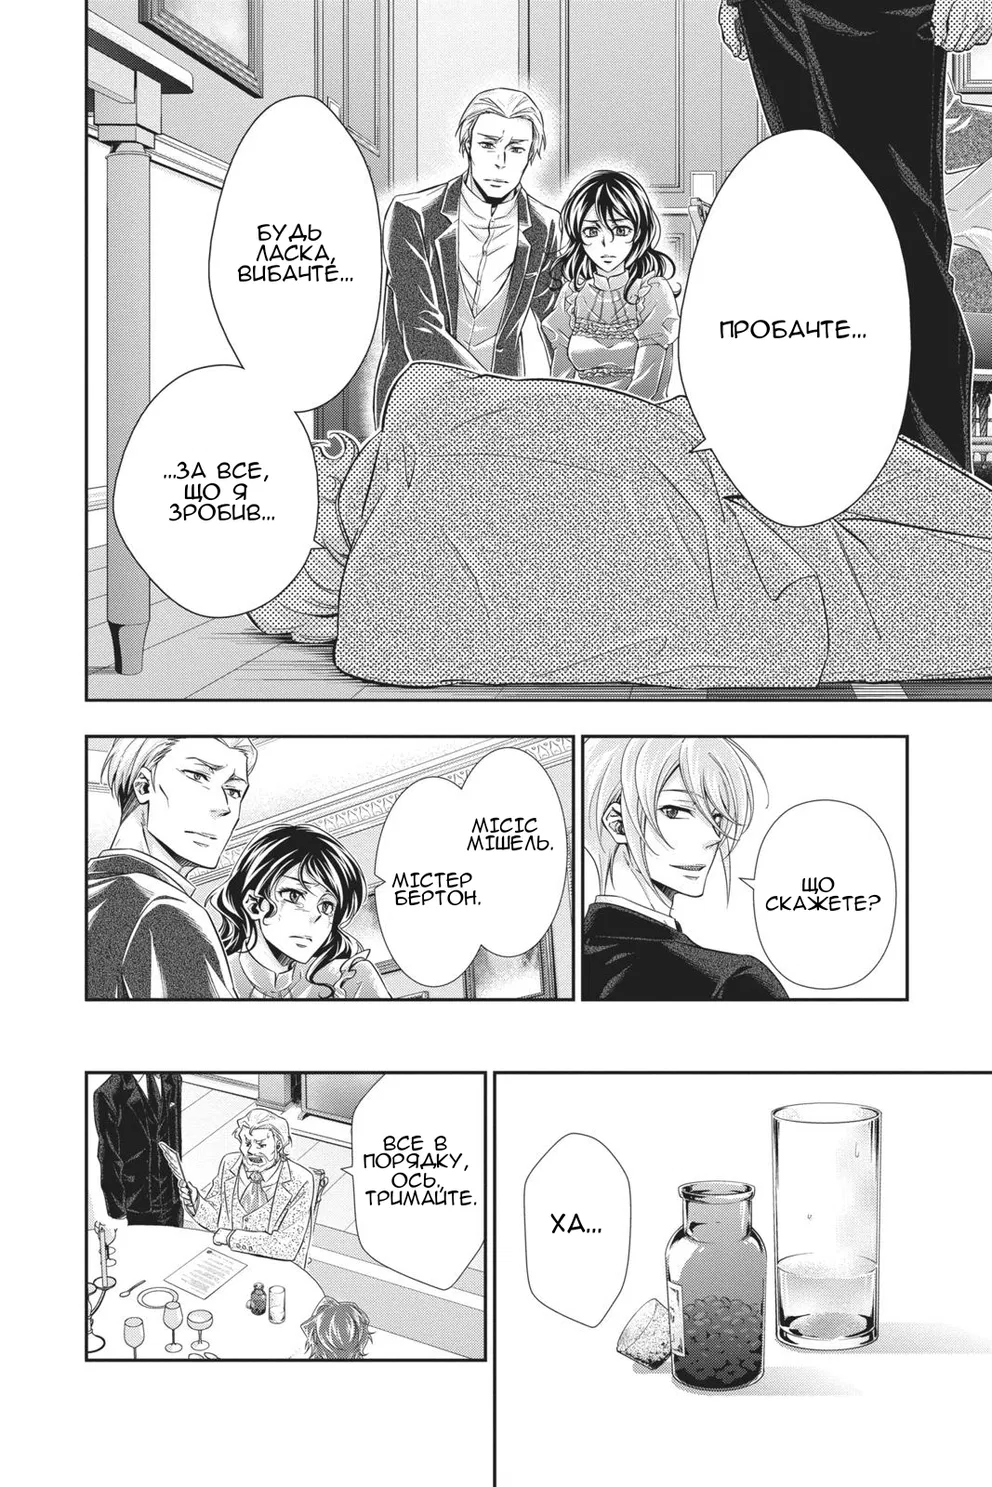 ПРОБАЧТЕ...
БУДЬ
ЛАСКА,
ВИБАЧТЕ...
...ЗА ВСЕ,
ЩО Я
ЗРОБИВ...
ЩО
СКАЖЕТЕ?
МІСІС
МІШЕЛЬ.
МІСТЕР
БЕРТОН.
ХА...
ВСЕ В
ПОРЯДКУ,
ОСЬ,
ТРИМАЙТЕ.